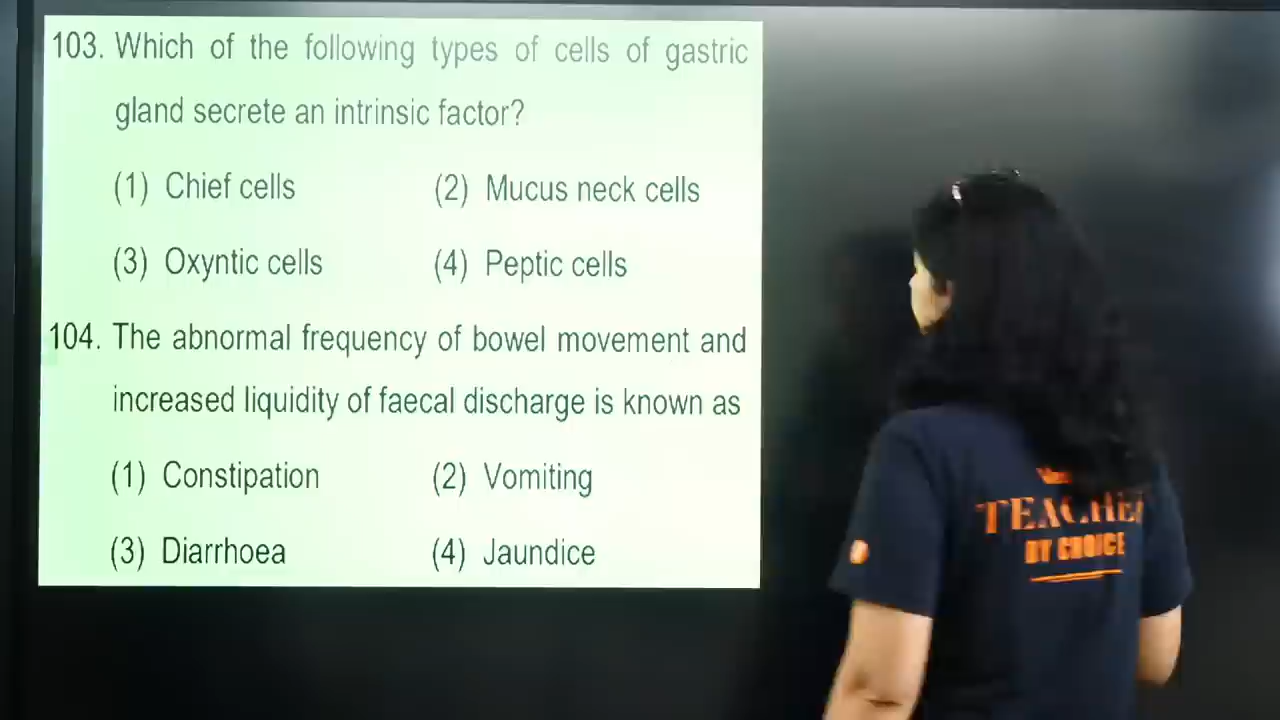 103. Which of the following types of cells of gastric
gland secrete an intrinsic factor?
(1) Chief cells (2) Mucus neck cells
(3) Oxyntic cells (4) Peptic cells
104. The abnormal frequency of bowel movement and
increased liquidity of faecal discharge is known as
(1) Constipation (2) Vomiting
(3) Diarrhoea (4) Jaundice
TEACHER
BY CHOICE